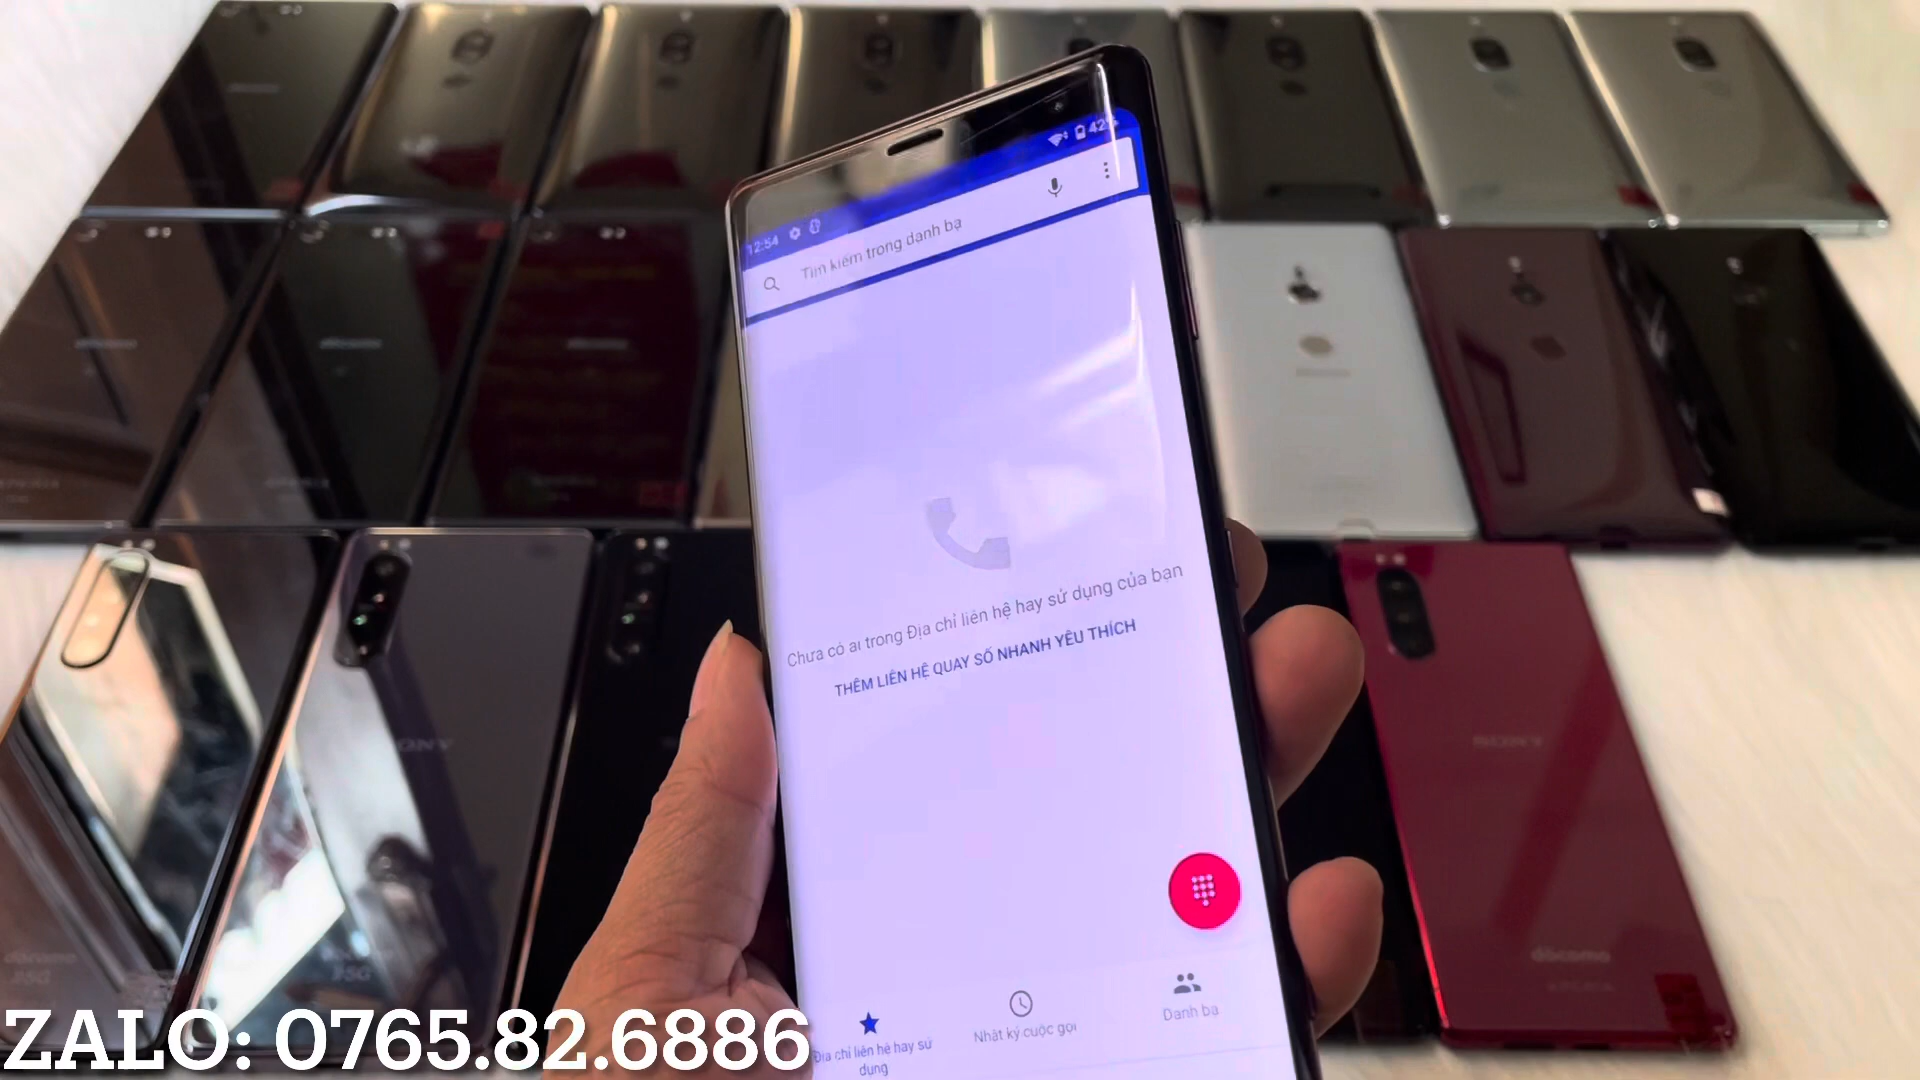 12:54
42%
Tìm kiếm trong danh bạ
Chưa có ai trong Địa chỉ liên hệ hay sử dụng của bạn
THÊM LIÊN HỆ QUAY SỐ NHANH YÊU THÍCH
Địa chỉ liên hệ hay sử
dụng
Nhật ký cuộc gọi
Danh bạ
SONY
docomo
XPERIA
SONY
ZALO: 0765.82.6886